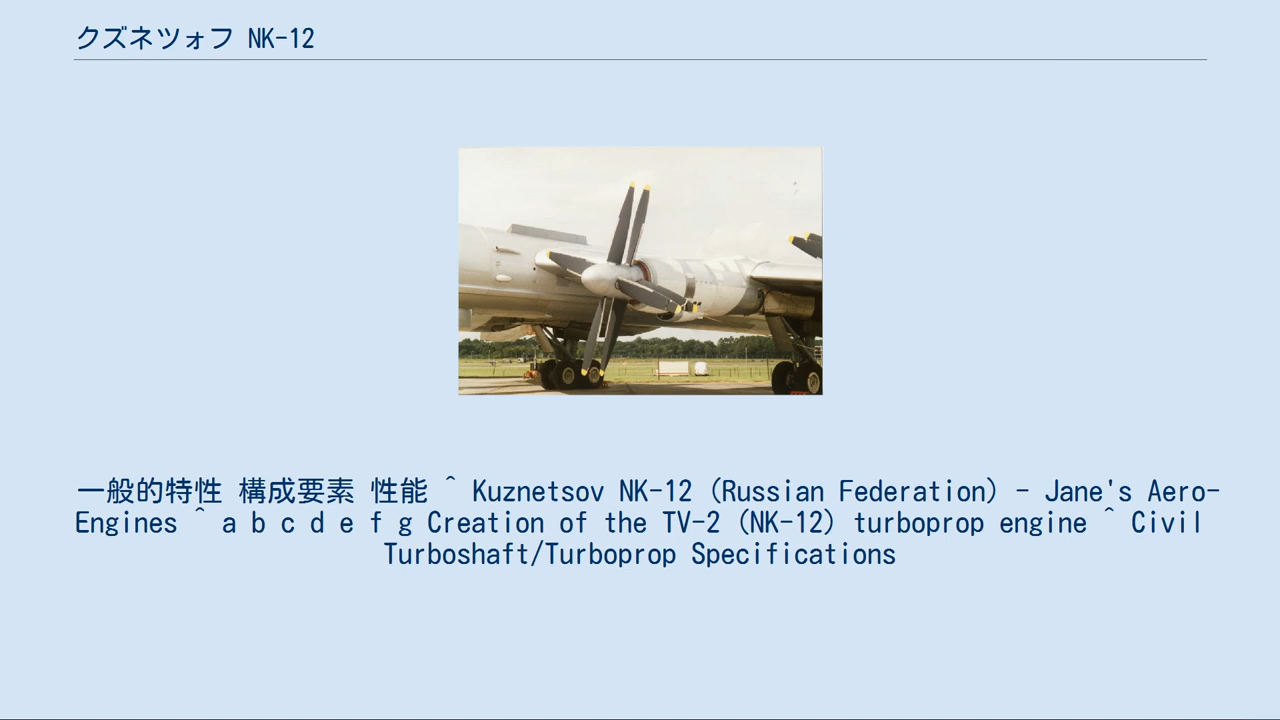 クズネツォフ NK-12
一般的特性 構成要素 性能 ^ Kuznetsov NK-12 (Russian Federation) - Jane's Aero-
Engines ^ a b c d e f g Creation of the TV-2 (NK-12) turboprop engine ^ Civil
Turboshaft/Turboprop Specifications